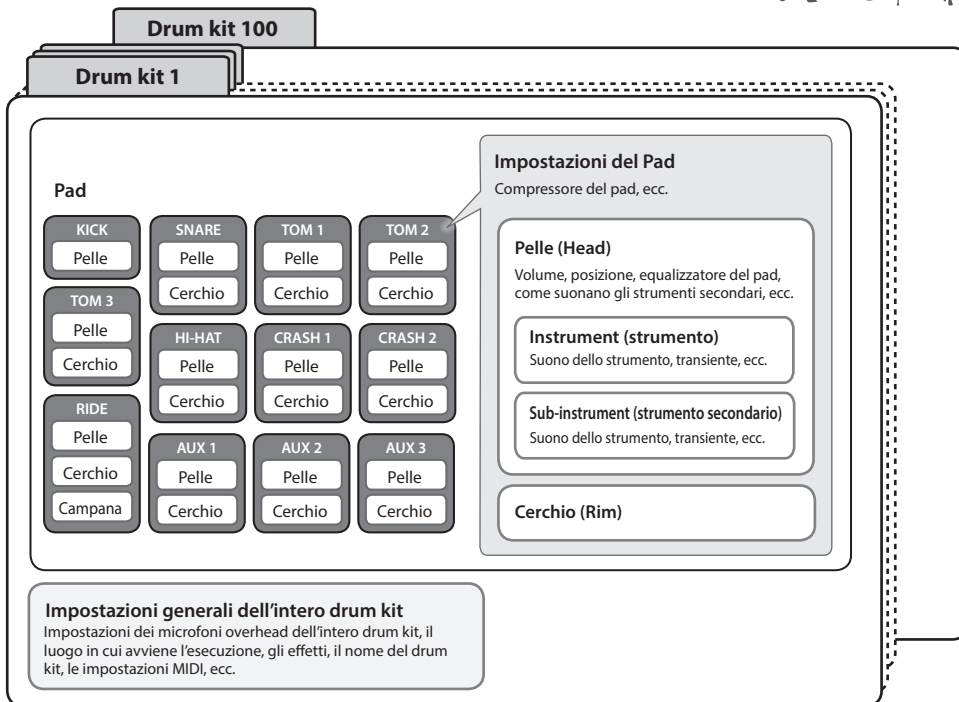 Drum kit 100
Drum kit 1
Pad
KICK
Pelle
SNARE
Pelle
Cerchio
TOM 1
Pelle
Cerchio
TOM 2
Pelle
Cerchio
TOM 3
Pelle
Cerchio
HI-HAT
Pelle
Cerchio
CRASH 1
Pelle
Cerchio
CRASH 2
Pelle
Cerchio
RIDE
Pelle
Cerchio
Campana
AUX 1
Pelle
Cerchio
AUX 2
Pelle
Cerchio
AUX 3
Pelle
Cerchio
Impostazioni del Pad
Compressore del pad, ecc.
Pelle (Head)
Volume, posizione, equalizzatore del pad,
come suonano gli strumenti secondari, ecc.
Instrument (strumento)
Suono dello strumento, transiente, ecc.
Sub-instrument (strumento secondario)
Suono dello strumento, transiente, ecc.
Cerchio (Rim)
Impostazioni generali dell’intero drum kit
Impostazioni dei microfoni overhead dell’intero drum kit, il
luogo in cui avviene l’esecuzione, gli effetti, il nome del drum
kit, le impostazioni MIDI, ecc.